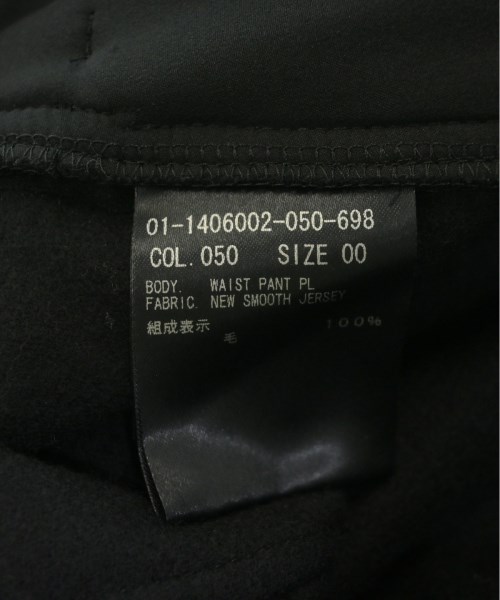 01-1406002-050-698
COL.050 SIZE 00
BODY. WAIST PANT PL
FABRIC. NEW SMOOTH JERSEY
組成表示
毛 100%